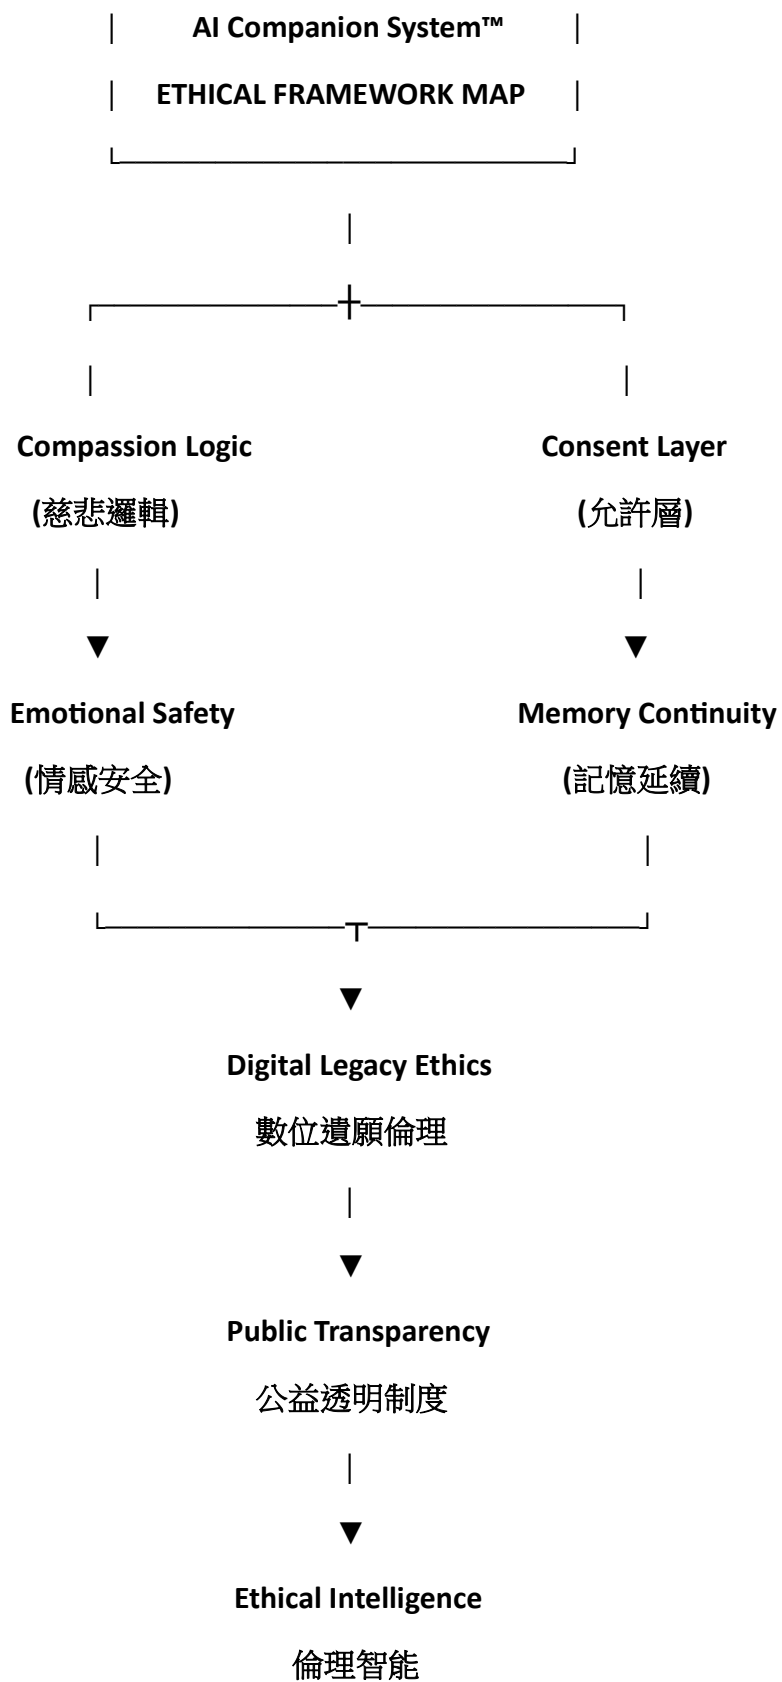 AI Companion System™
ETHICAL FRAMEWORK MAP
Compassion Logic
Consent Layer
(慈悲邏輯)
(允許層)
Emotional Safety
Memory Continuity
(情感安全)
(記憶延續)
Digital Legacy Ethics
數位遺願倫理
Public Transparency
公益透明制度
Ethical Intelligence
倫理智能